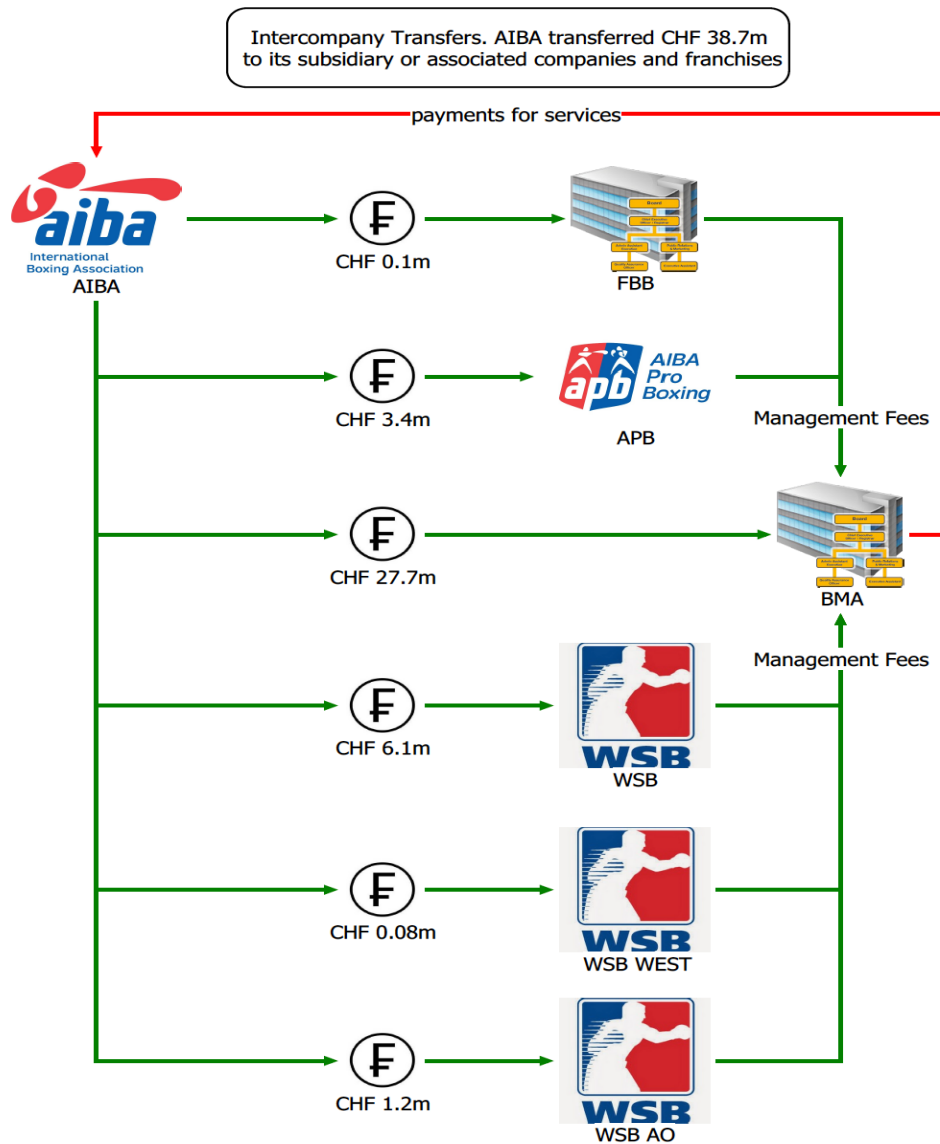 Intercompany Transfers. AIBA transferred CHF 38.7m
to its subsidiary or associated companies and franchises
payments for services
aiba
International
Boxing Association
AIBA
CHF 0.1m
Board
FBB
CHF 3.4m
apb
AIBA
Pro
Boxing
APB
Management Fees
CHF 27.7m
Board
BMA
Management Fees
CHF 6.1m
WSB
WSB
CHF 0.08m
WSB
WSB WEST
CHF 1.2m
WSB
WSB AO